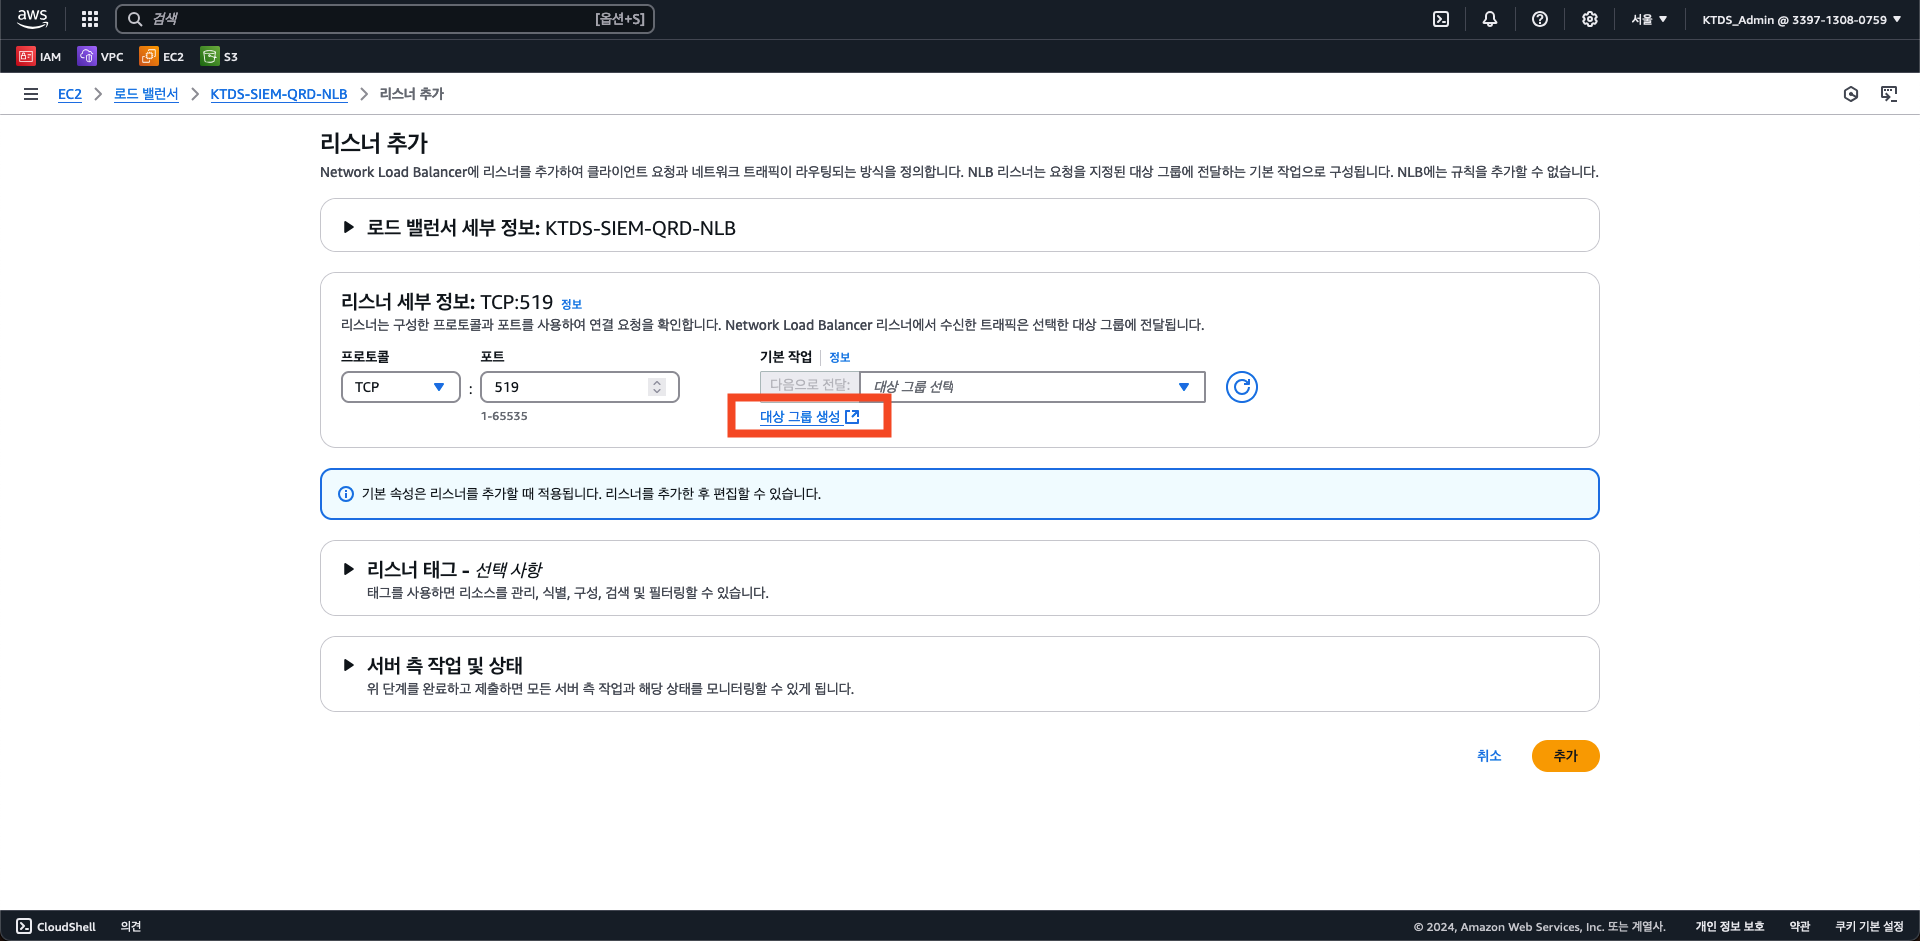 aws
검색
[옵션+S]
서울
KTDS_Admin @ 3397-1308-0759
IAM
VPC
EC2
S3
EC2
로드 밸런서
KTDS-SIEM-QRD-NLB
리스너 추가
리스너 추가
Network Load Balancer에 리스너를 추가하여 클라이언트 요청과 네트워크 트래픽이 라우팅되는 방식을 정의합니다. NLB 리스너는 요청을 지정된 대상 그룹에 전달하는 기본 작업으로 구성됩니다. NLB에는 규칙을 추가할 수 없습니다.
로드 밸런서 세부 정보: KTDS-SIEM-QRD-NLB
리스너 세부 정보: TCP:519 정보
리스너는 구성한 프로토콜과 포트를 사용하여 연결 요청을 확인합니다. Network Load Balancer 리스너에서 수신한 트래픽은 선택한 대상 그룹에 전달됩니다.
프로토콜
포트
기본 작업
정보
TCP
:
519
다음으로 전달:
대상 그룹 선택
1-65535
대상 그룹 생성
기본 속성은 리스너를 추가할 때 적용됩니다. 리스너를 추가한 후 편집할 수 있습니다.
리스너 태그 - 선택 사항
태그를 사용하면 리소스를 관리, 식별, 구성, 검색 및 필터링할 수 있습니다.
서버 측 작업 및 상태
위 단계를 완료하고 제출하면 모든 서버 측 작업과 해당 상태를 모니터링할 수 있게 됩니다.
취소
추가
CloudShell
의견
© 2024, Amazon Web Services, Inc. 또는 계열사.
개인 정보 보호
약관
쿠키 기본 설정